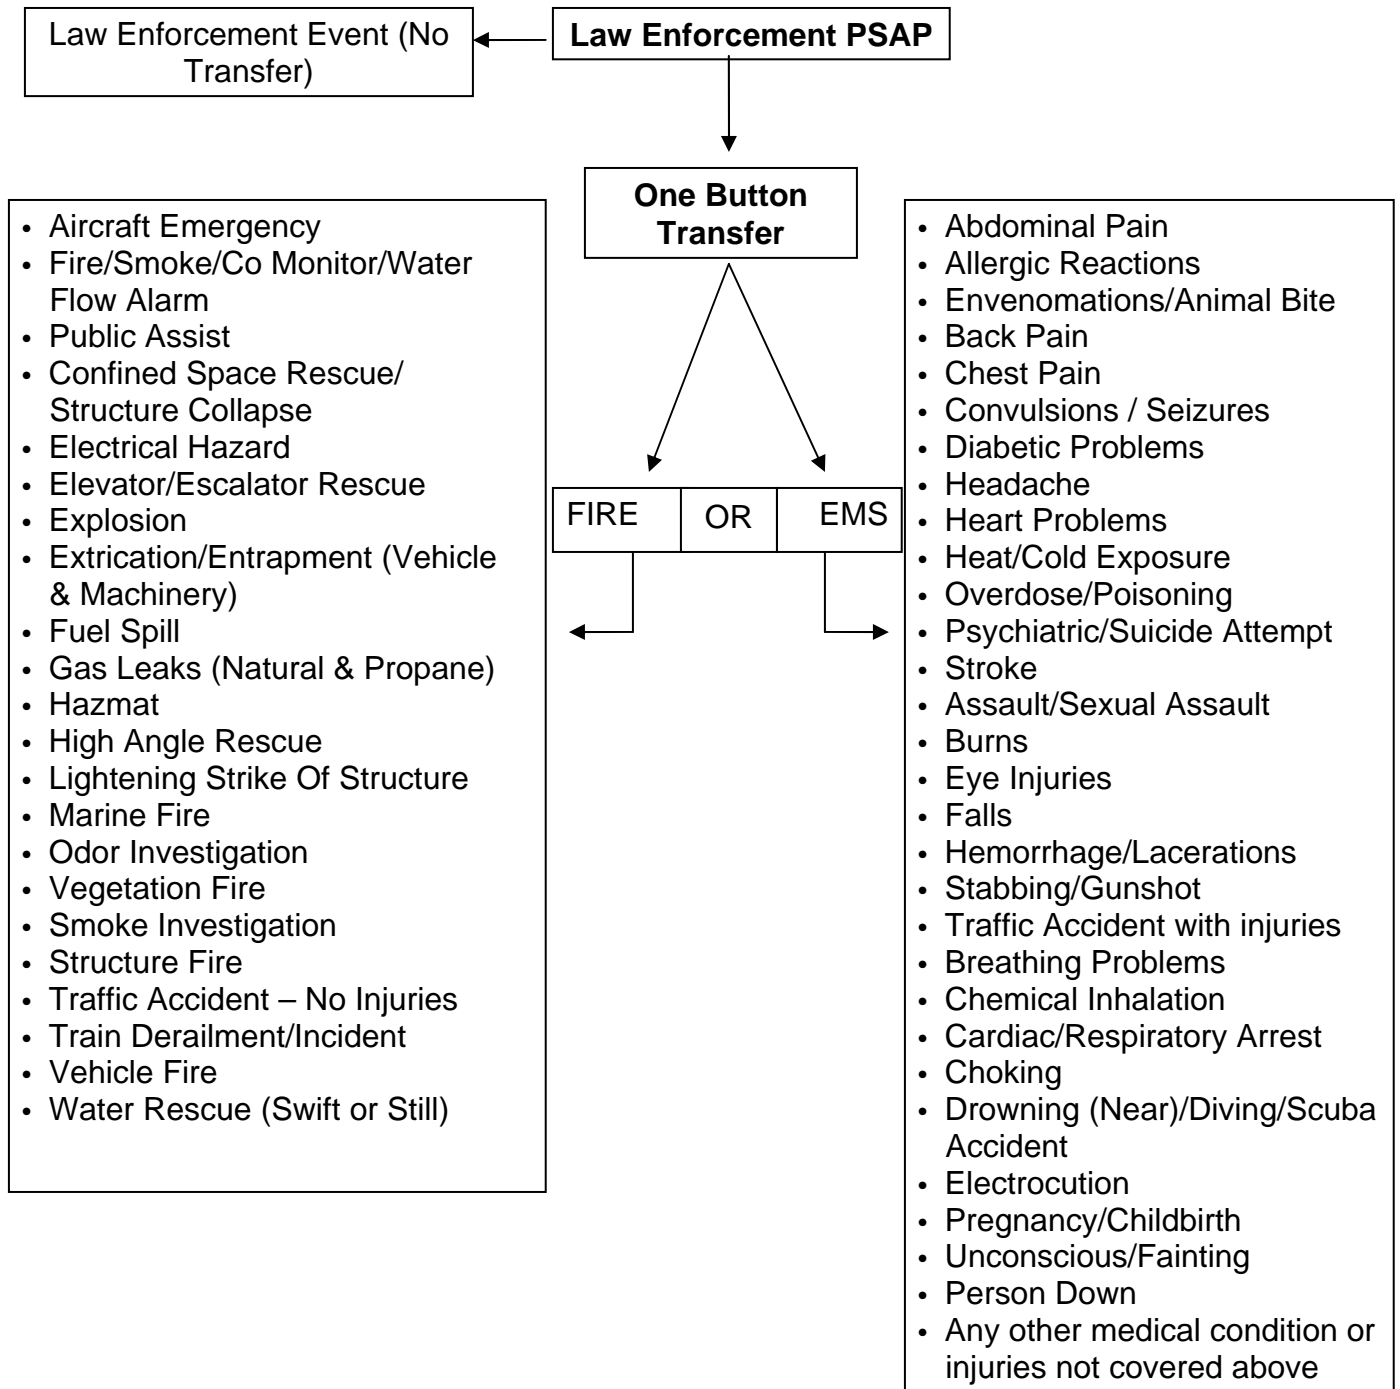 Law Enforcement Event (No
Transfer)
Law Enforcement PSAP
One Button
Transfer
• Aircraft Emergency
• Fire/Smoke/Co Monitor/Water
Flow Alarm
• Public Assist
• Confined Space Rescue/
Structure Collapse
• Electrical Hazard
• Elevator/Escalator Rescue
• Explosion
• Extrication/Entrapment (Vehicle
& Machinery)
• Fuel Spill
• Gas Leaks (Natural & Propane)
• Hazmat
• High Angle Rescue
• Lightening Strike Of Structure
• Marine Fire
• Odor Investigation
• Vegetation Fire
• Smoke Investigation
• Structure Fire
• Traffic Accident – No Injuries
• Train Derailment/Incident
• Vehicle Fire
• Water Rescue (Swift or Still)
FIRE OR EMS
• Abdominal Pain
• Allergic Reactions
• Envenomations/Animal Bite
• Back Pain
• Chest Pain
• Convulsions / Seizures
• Diabetic Problems
• Headache
• Heart Problems
• Heat/Cold Exposure
• Overdose/Poisoning
• Psychiatric/Suicide Attempt
• Stroke
• Assault/Sexual Assault
• Burns
• Eye Injuries
• Falls
• Hemorrhage/Lacerations
• Stabbing/Gunshot
• Traffic Accident with injuries
• Breathing Problems
• Chemical Inhalation
• Cardiac/Respiratory Arrest
• Choking
• Drowning (Near)/Diving/Scuba
Accident
• Electrocution
• Pregnancy/Childbirth
• Unconscious/Fainting
• Person Down
• Any other medical condition or
injuries not covered above